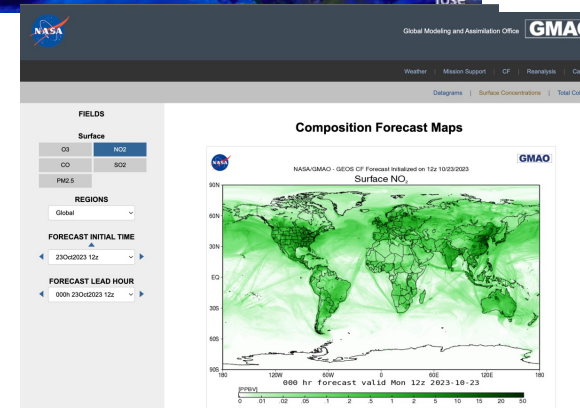 NASA
Global Modeling and Assimilation Office
GMAO
Weather | Mission Support | CF | Reanalysis |
Datagrams | Surface Concentrations | Total
FIELDS
Surface
O3 NO2
CO SO2
PM2.5
REGIONS
Global
FORECAST INITIAL TIME
23Oct2023 12z
FORECAST LEAD HOUR
000h 23Oct2023 12z
Composition Forecast Maps
NASA
GMAO
NASA/GMAO - GEOS CF Forecast Initialized on 12z 10/23/2023
Surface NO₂
90N
60N
30N
EQ
30S
60S
90S
180 120W 60W 0 60E 120E 180
000 hr forecast valid Mon 12z 2023-10-23
[PPBV]
0 .01 .02 .05 .1 .2 .5 1 2 5 10 15 20 50